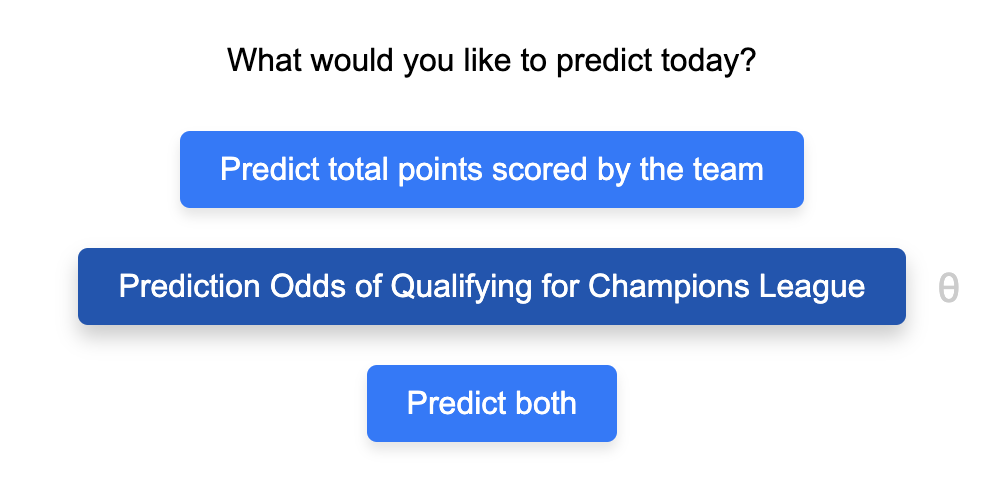 What would you like to predict today?
Predict total points scored by the team
Prediction Odds of Qualifying for Champions League
θ
Predict both